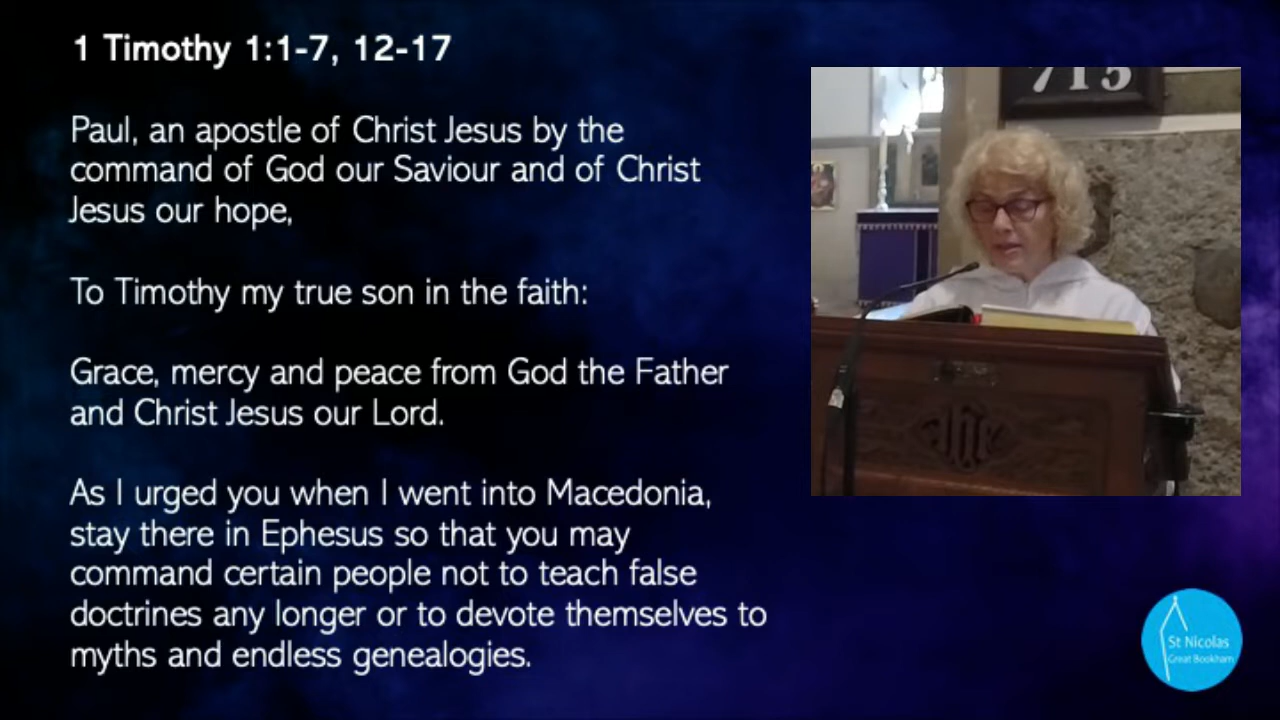 1 Timothy 1:1-7, 12-17
Paul, an apostle of Christ Jesus by the
command of God our Saviour and of Christ
Jesus our hope,
To Timothy my true son in the faith:
Grace, mercy and peace from God the Father
and Christ Jesus our Lord.
As I urged you when I went into Macedonia,
stay there in Ephesus so that you may
command certain people not to teach false
doctrines any longer or to devote themselves to
myths and endless genealogies.
715
St Nicolas
Great Bookham